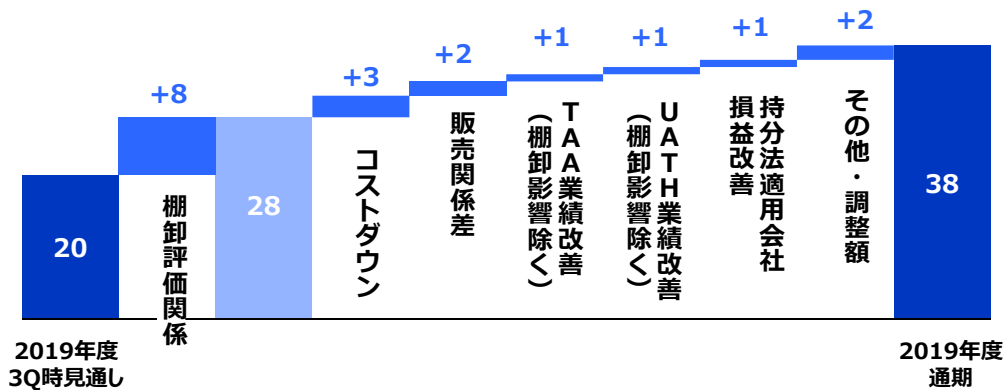 20
2019年度
3Q時見通し
+8
棚卸評価関係
28
+3
コストダウン
+2
販売関係差
+1
TAA業績改善
(棚卸影響除く)
+1
UATH業績改善
(棚卸影響除く)
+1
持分法適用会社
損益改善
+2
その他・調整額
38
2019年度
通期